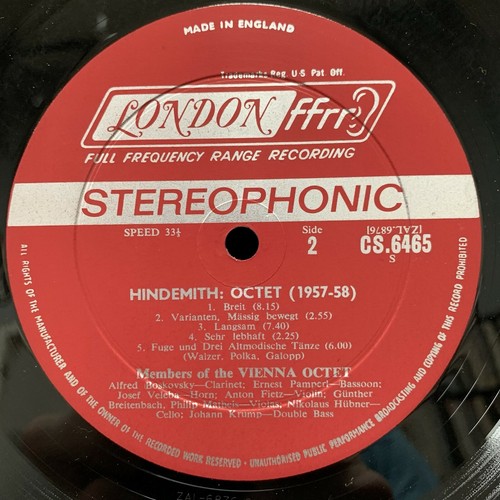 MADE IN ENGLAND
Trademarks Reg. U·S Pat. Off.
LONDON ffrr
FULL FREQUENCY RANGE RECORDING
STEREOPHONIC
SPEED 33⅓
Side
2
[ZAL.6876]
CS.6465
S
HINDEMITH: OCTET (1957-58)
1. Breit (8.15)
2. Varianten, Mässig bewegt (2.55)
3. Langsam (7.40)
4. Sehr lebhäft (2.25)
5. Fuge und Drei Altmodische Tänze (6.00)
(Walzer, Polka, Galopp)
Members of the VIENNA OCTET
Alfred Boskovsky—Clarinet; Ernest Pamperl—Bassoon;
Josef Veleba—Horn; Anton Fietz—Violin; Günther
Breitenbach, Philip Matheis—Violas; Nikolaus Hübner—
Cello; Johann Krump—Double Bass
ALL RIGHTS OF THE MANUFACTURER AND OF THE OWNER OF THE RECORDED WORK RESERVED · UNAUTHORISED PUBLIC PERFORMANCE BROADCASTING AND COPYING OF THIS RECORD PROHIBITED